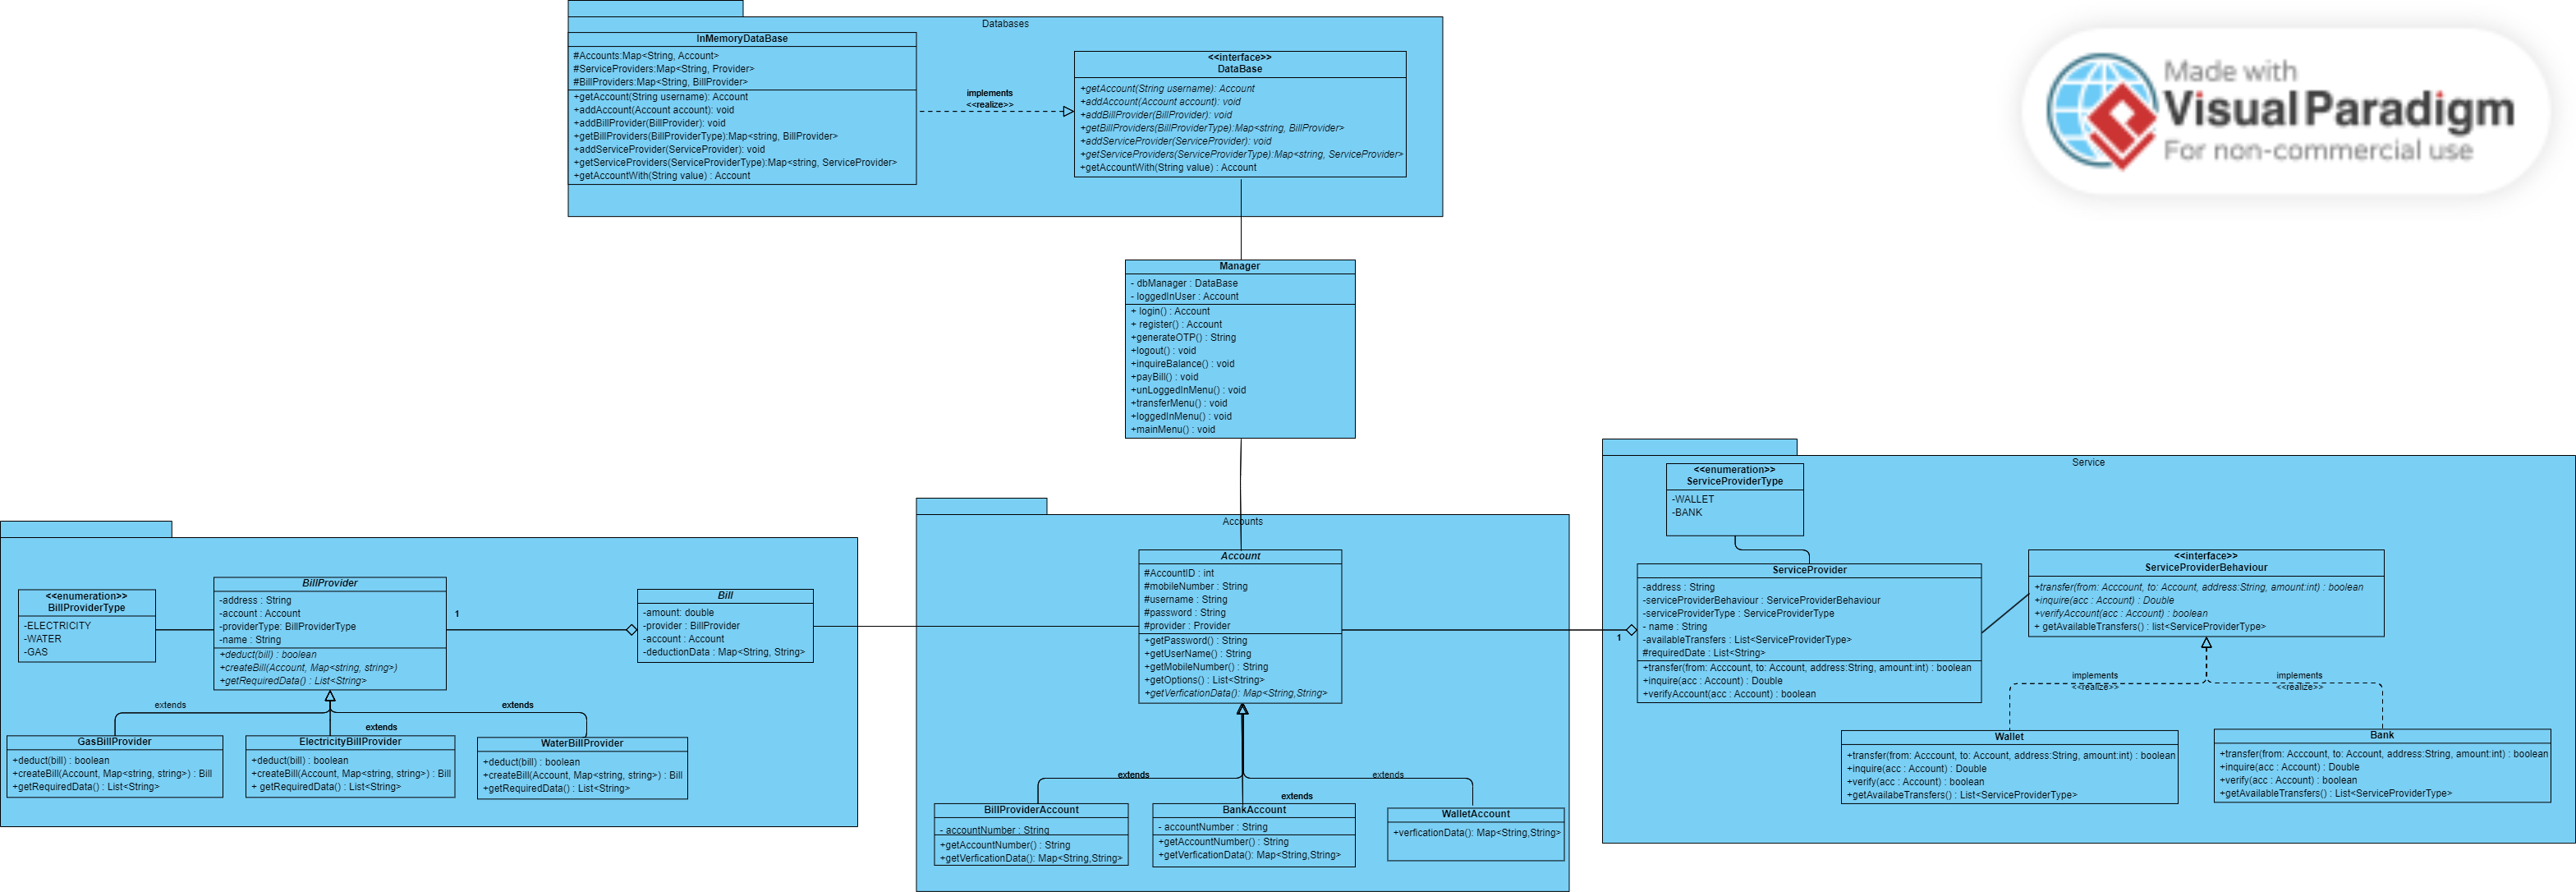 Databases
InMemoryDataBase
#Accounts:Map<String, Account>
#ServiceProviders:Map<String, Provider>
#BillProviders:Map<String, BillProvider>
+getAccount(String username): Account
+addAccount(Account account): void
+addBillProvider(BillProvider): void
+getBillProviders(BillProviderType):Map<string, BillProvider>
+addServiceProvider(ServiceProvider): void
+getServiceProviders(ServiceProviderType):Map<string, ServiceProvider>
+getAccountWith(String value) : Account
implements
<<realize>>
<<interface>>
DataBase
+getAccount(String username): Account
+addAccount(Account account): void
+addBillProvider(BillProvider): void
+getBillProviders(BillProviderType):Map<string, BillProvider>
+addServiceProvider(ServiceProvider): void
+getServiceProviders(ServiceProviderType):Map<string, ServiceProvider>
+getAccountWith(String value) : Account
Made with
Visual Paradigm
For non-commercial use
Manager
- dbManager : DataBase
- loggedInUser : Account
+ login() : Account
+ register() : Account
+generateOTP() : String
+logout() : void
+inquireBalance() : void
+payBill() : void
+unLoggedInMenu() : void
+transferMenu() : void
+loggedInMenu() : void
+mainMenu() : void
<<enumeration>>
BillProviderType
-ELECTRICITY
-WATER
-GAS
BillProvider
-address : String
-account : Account
-providerType: BillProviderType
-name : String
+deduct(bill) : boolean
+createBill(Account, Map<string, string>)
+getRequiredData() : List<String>
1
Bill
-amount: double
-provider : BillProvider
-account : Account
-deductionData : Map<String, String>
extends
extends
extends
GasBillProvider
+deduct(bill) : boolean
+createBill(Account, Map<string, string>) : Bill
+getRequiredData() : List<String>
ElectricityBillProvider
+deduct(bill) : boolean
+createBill(Account, Map<string, string>) : Bill
+ getRequiredData() : List<String>
WaterBillProvider
+deduct(bill) : boolean
+createBill(Account, Map<string, string>) : Bill
+getRequiredData() : List<String>
Accounts
Account
#AccountID : int
#mobileNumber : String
#username : String
#password : String
#provider : Provider
+getPassword() : String
+getUserName() : String
+getMobileNumber() : String
+getOptions() : List<String>
+getVerficationData(): Map<String,String>
extends
extends
extends
BillProviderAccount
- accountNumber : String
+getAccountNumber() : String
+getVerficationData(): Map<String,String>
BankAccount
- accountNumber : String
+getAccountNumber() : String
+getVerficationData(): Map<String,String>
WalletAccount
+verficationData(): Map<String,String>
Service
<<enumeration>>
ServiceProviderType
-WALLET
-BANK
1
ServiceProvider
-address : String
-serviceProviderBehaviour : ServiceProviderBehaviour
-serviceProviderType : ServiceProviderType
- name : String
-availableTransfers : List<ServiceProviderType>
#requiredDate : List<String>
+transfer(from: Acccount, to: Account, address:String, amount:int) : boolean
+inquire(acc : Account) : Double
+verifyAccount(acc : Account) : boolean
<<interface>>
ServiceProviderBehaviour
+transfer(from: Acccount, to: Account, address:String, amount:int) : boolean
+inquire(acc : Account) : Double
+verifyAccount(acc : Account) : boolean
+ getAvailableTransfers() : list<ServiceProviderType>
implements
<<realize>>
implements
<<realize>>
Wallet
+transfer(from: Acccount, to: Account, address:String, amount:int) : boolean
+inquire(acc : Account) : Double
+verify(acc : Account) : boolean
+getAvailabeTransfers() : List<ServiceProviderType>
Bank
+transfer(from: Acccount, to: Account, address:String, amount:int) : boolean
+inquire(acc : Account) : Double
+verify(acc : Account) : boolean
+getAvailableTransfers() : List<ServiceProviderType>